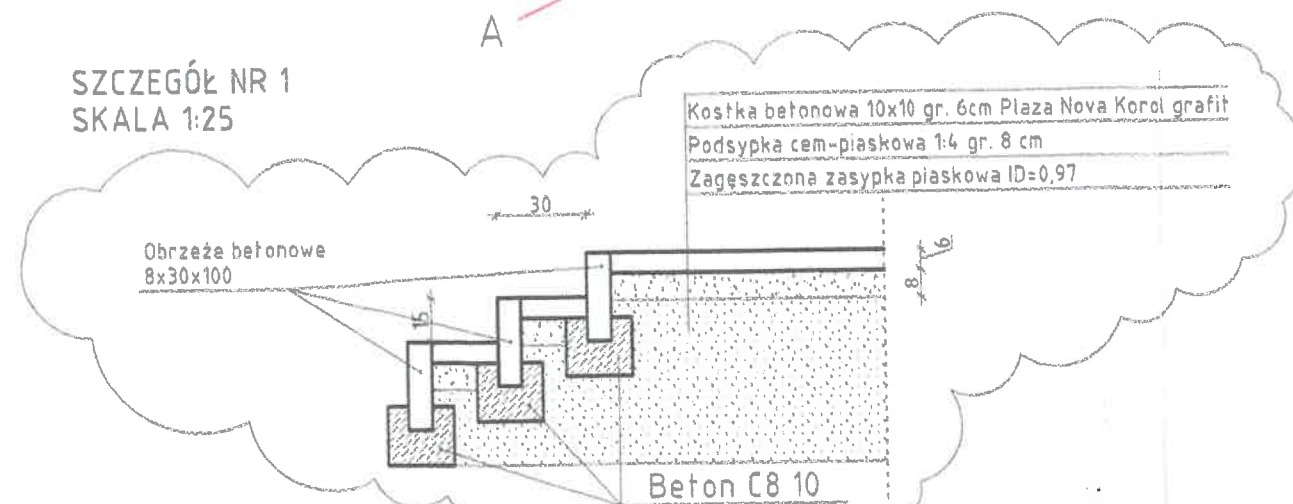 A
SZCZEGÓŁ NR 1
SKALA 1:25
Kostka betonowa 10x10 gr. 6cm Plaza Nova Korol grafit
Podsypka cem-piaskowa 1:4 gr. 8 cm
Zagęszczona zasypka piaskowa ID=0,97
30
Obrzeże betonowe
8x30x100
6
8
15
Beton C8 10